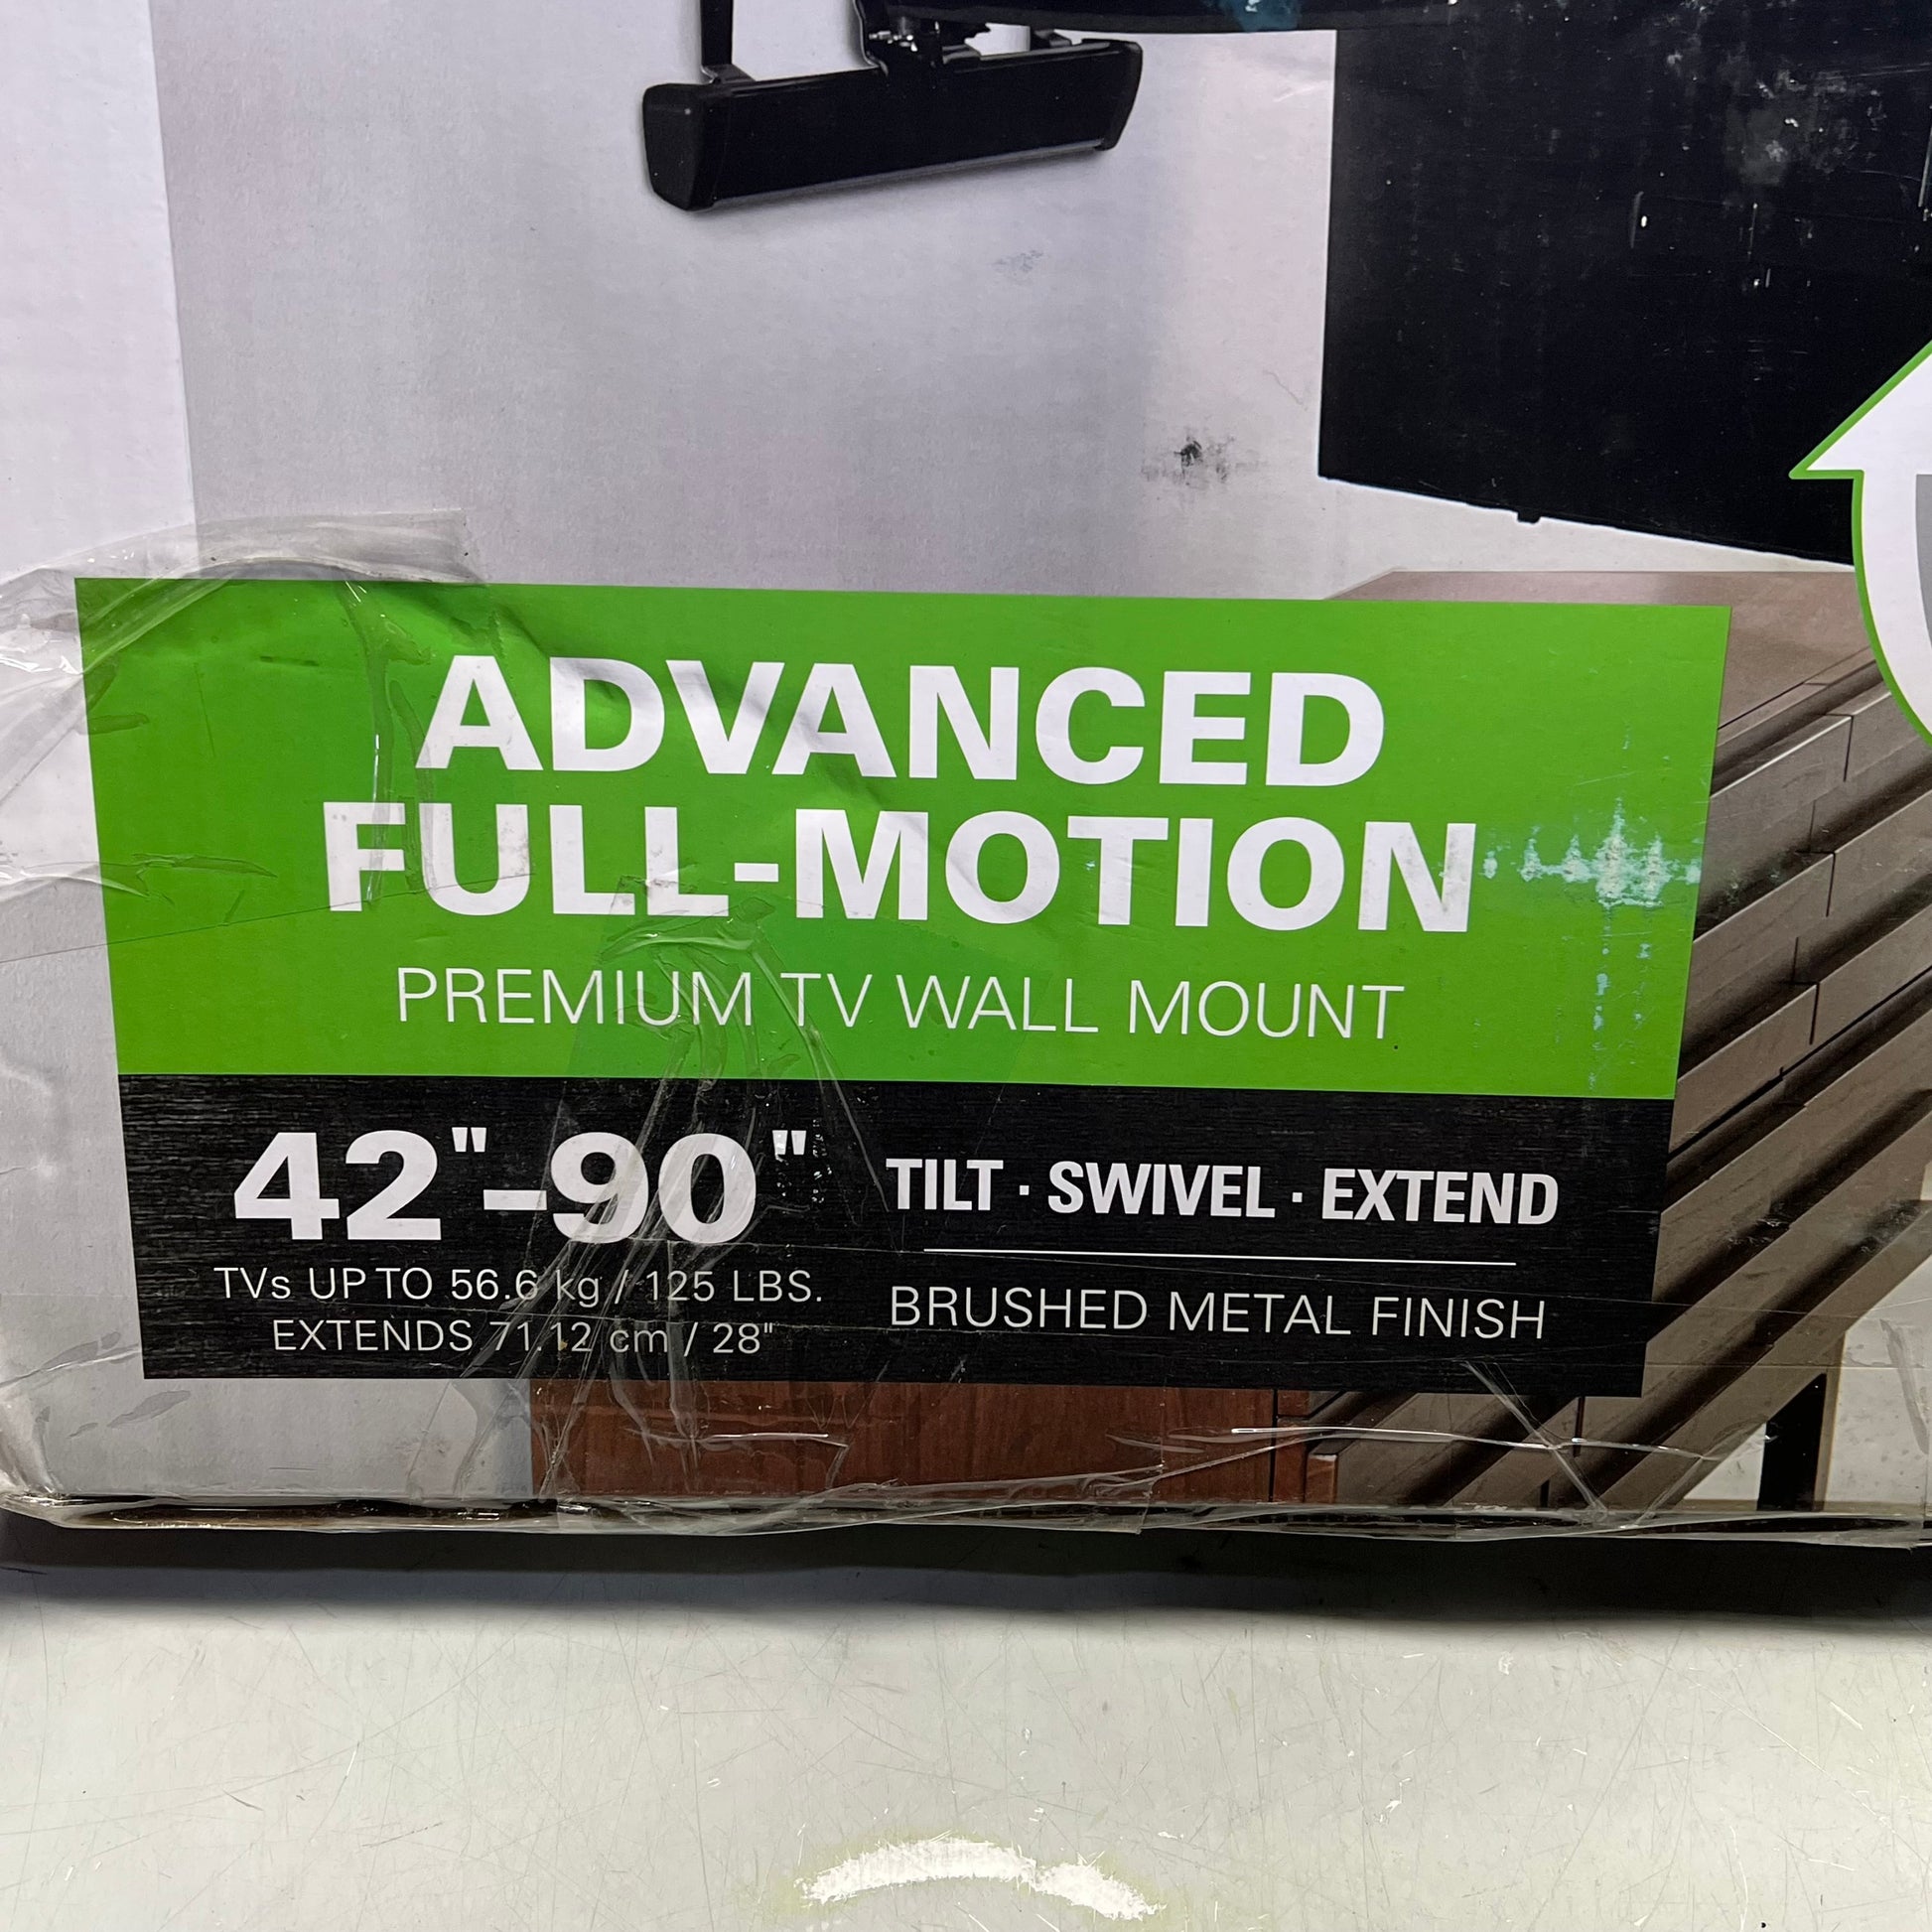 ADVANCED
FULL-MOTION
PREMIUM TV WALL MOUNT
42"-90"
TVs UP TO 56.6 kg / 125 LBS.
EXTENDS 71.12 cm / 28"
TILT · SWIVEL · EXTEND
BRUSHED METAL FINISH